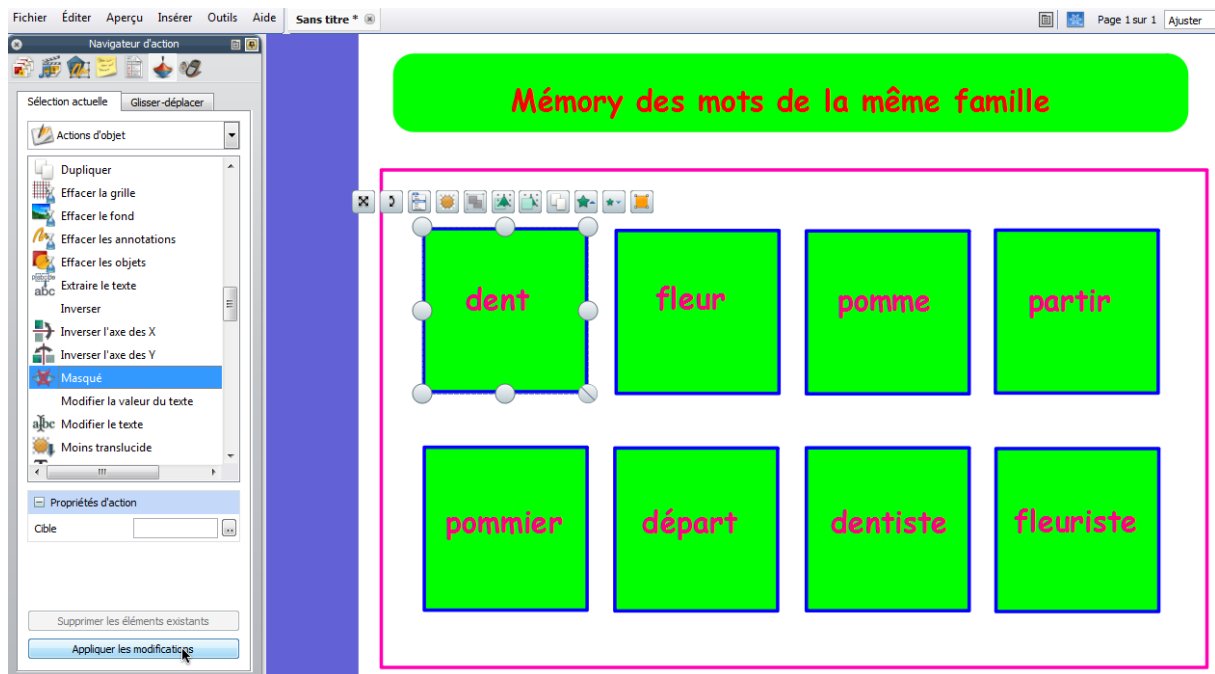 Fichier Éditer Aperçu Insérer Outils Aide Sans titre * Page 1 sur 1 Ajuster
Navigateur d'action
Sélection actuelle Glisser-déplacer
Actions d'objet
Dupliquer
Effacer la grille
Effacer le fond
Effacer les annotations
Effacer les objets
abc Extraire le texte
Inverser
Inverser l'axe des X
Inverser l'axe des Y
Masqué
Modifier la valeur du texte
abc Modifier le texte
Moins translucide
Propriétés d'action
Cible
Supprimer les éléments existants
Appliquer les modifications
Mémory des mots de la même famille
dent fleur pomme partir
pommier départ dentiste fleuriste